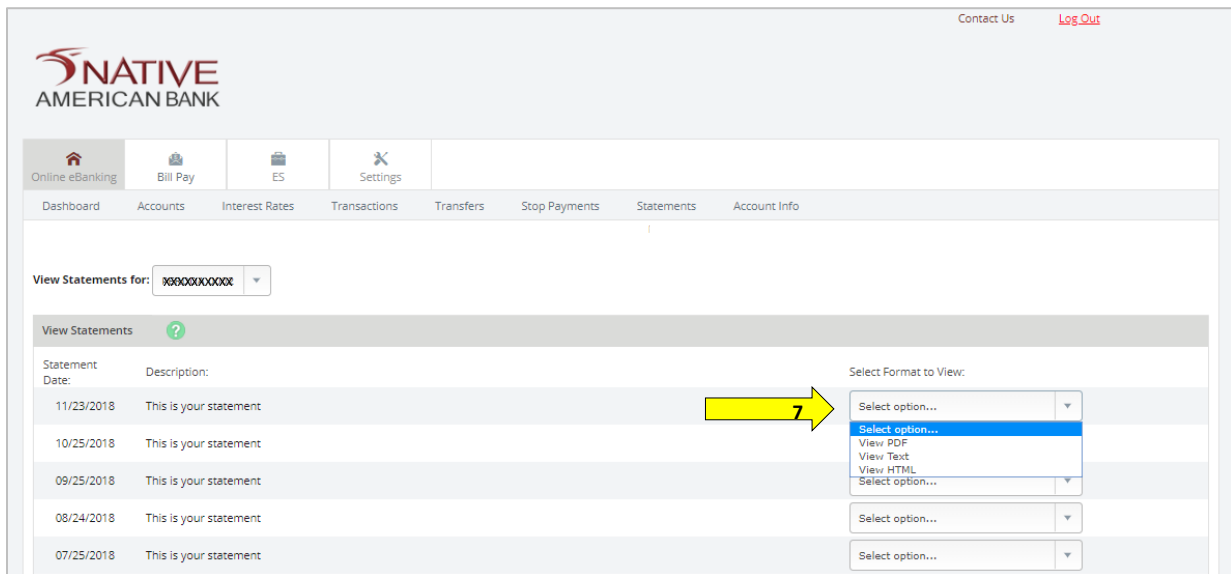 Contact Us Log Out
NATIVE
AMERICAN BANK
Online eBanking Bill Pay ES Settings
Dashboard Accounts Interest Rates Transactions Transfers Stop Payments Statements Account Info
View Statements for: XXXXXXXXXX
View Statements ?
Statement
Date: Description: Select Format to View:
11/23/2018 This is your statement 7 Select option...
Select option...
10/25/2018 This is your statement View PDF
View Text
View HTML
09/25/2018 This is your statement Select option...
08/24/2018 This is your statement Select option...
07/25/2018 This is your statement Select option...